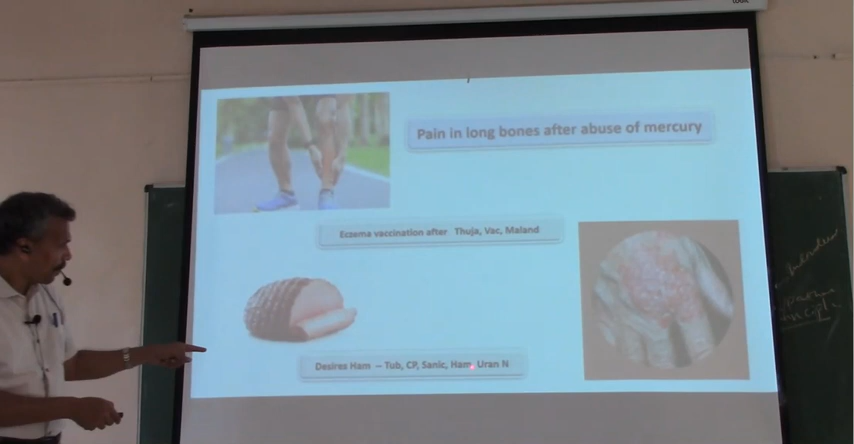 Pain in long bones after abuse of mercury
Eczema vaccination after Thuja, Vac, Maland
Desires Ham – Tub, CP, Sanic, Ham, Uran N